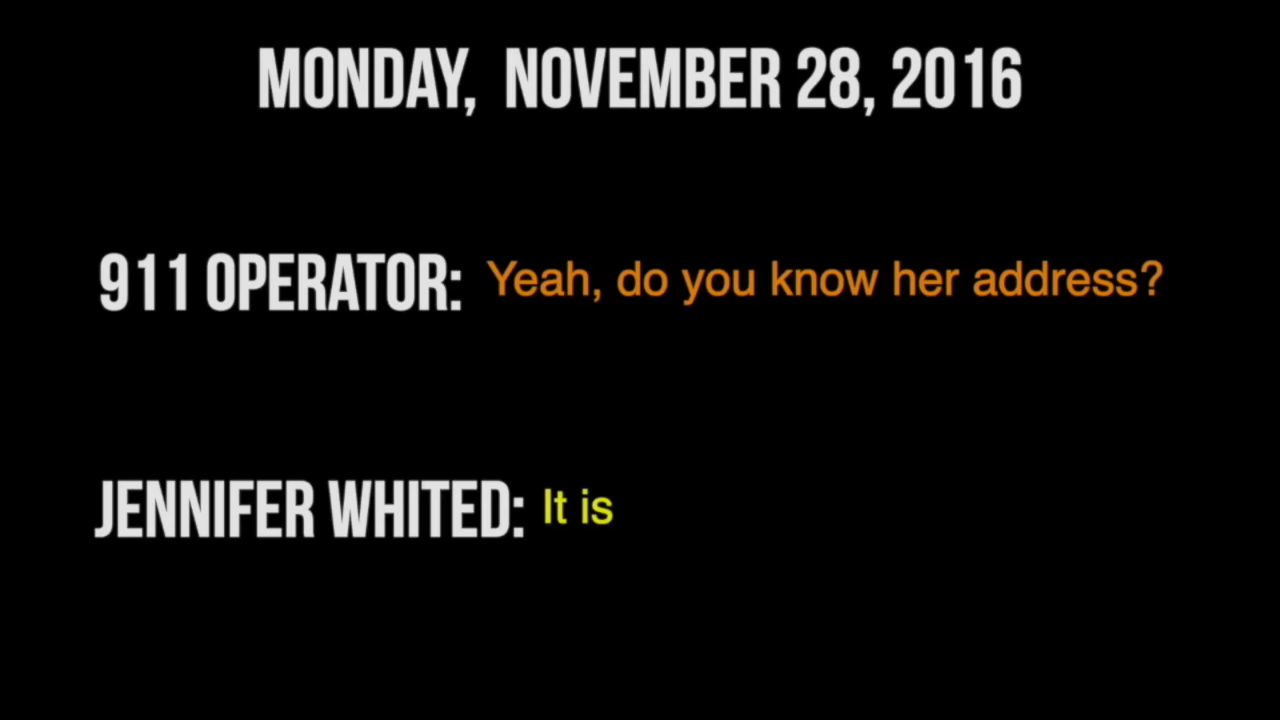 MONDAY, NOVEMBER 28, 2016
911 OPERATOR: Yeah, do you know her address?
JENNIFER WHITED: It is